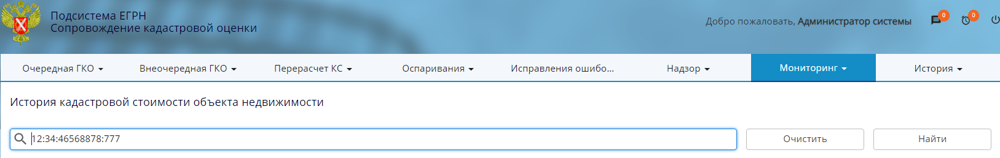 Подсистема ЕГРН
Сопровождение кадастровой оценки
Добро пожаловать, Администратор системы
0
0
Очередная ГКО
Внеочередная ГКО
Перерасчет КС
Оспаривания
Исправления ошибо...
Надзор
Мониторинг
История
История кадастровой стоимости объекта недвижимости
12:34:46568878:777
Очистить
Найти